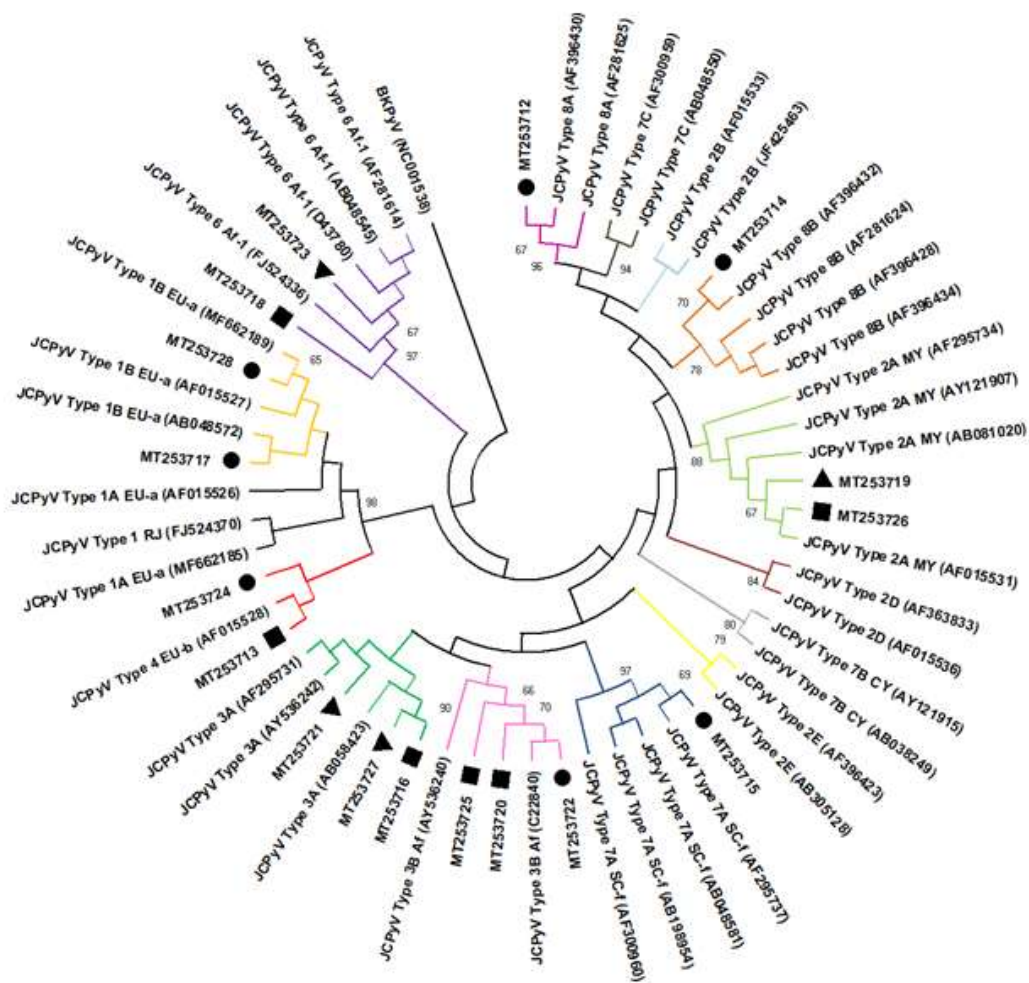 BKPyV (NC001538)
MT253712
JCPyV Type 8A (AF396430)
JCPyV Type 8A (AF281625)
JCPyV Type 7C (AF300959)
JCPyV Type 7C (AB048550)
JCPyV Type 2B (AF015533)
JCPyV Type 2B (JF425463)
MT253714
JCPyV Type 8B (AF396432)
JCPyV Type 8B (AF281624)
JCPyV Type 8B (AF396428)
JCPyV Type 8B (AF396434)
JCPyV Type 2A MY (AF295734)
JCPyV Type 2A MY (AY121907)
JCPyV Type 2A MY (AB081020)
MT253719
MT253726
JCPyV Type 2A MY (AF015531)
JCPyV Type 2D (AF363833)
JCPyV Type 2D (AF015536)
JCPyV Type 7B CY (AY121915)
JCPyV Type 7B CY (AB038249)
JCPyV Type 2E (AF396423)
JCPyV Type 2E (AB305128)
MT253715
JCPyV Type 7A SC-f (AF295737)
JCPyV Type 7A SC-f (AB048581)
JCPyV Type 7A SC-f (AB198954)
JCPyV Type 7A SC-f (AF300960)
MT253722
JCPyV Type 3B Af (C22840)
MT253720
MT253725
JCPyV Type 3B Af (AY536240)
MT253716
MT253727
JCPyV Type 3A (AB058423)
MT253721
JCPyV Type 3A (AY536242)
JCPyV Type 3A (AF295731)
MT253713
JCPyV Type 4 EU-b (AF015528)
MT253724
JCPyV Type 1A EU-a (MF662185)
JCPyV Type 1 RJ (FJ524370)
JCPyV Type 1A EU-a (AF015526)
MT253717
JCPyV Type 1B EU-a (AB048572)
JCPyV Type 1B EU-a (AF015527)
MT253728
JCPyV Type 1B EU-a (MF662189)
MT253718
JCPyV Type 6 Af-1 (FJ524336)
MT253723
JCPyV Type 6 Af-1 (D43780)
JCPyV Type 6 Af-1 (AB048545)
JCPyV Type 6 Af-1 (AF281614)
67
96
94
70
78
88
67
84
80
79
69
97
66
70
90
98
65
67
97